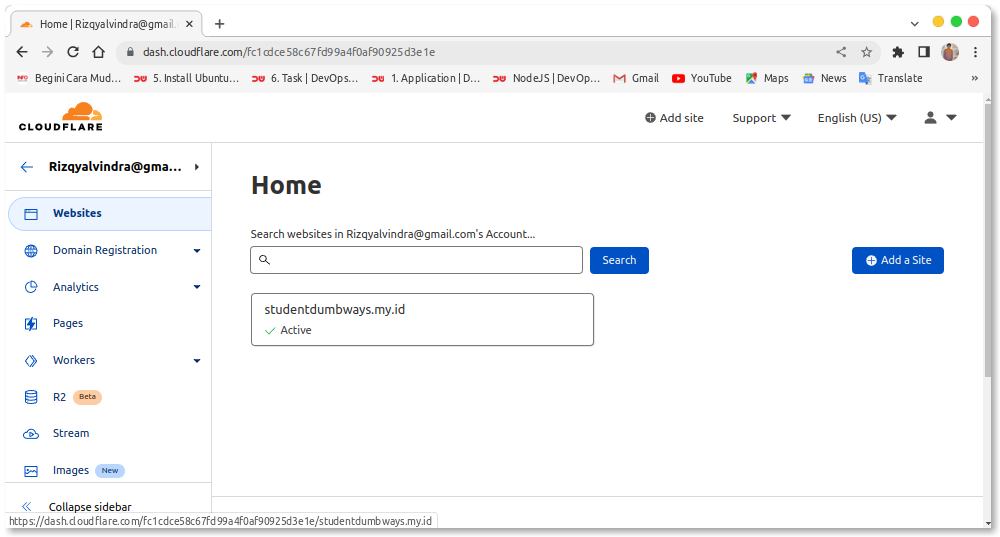 Home | Rizqyalvindra@gmail.
dash.cloudflare.com/fc1cdce58c67fd99a4f0af90925d3e1e
BeginiCara Mud... 5. Install Ubuntu... 6. Task | DevOps... 1. Application | D... NodeJS | DevOp... Gmail YouTube Maps News Translate »
CLOUDFLARE
Add site Support English (US)
Rizqyalvindra@gma...
Home
Websites
Search websites in Rizqyalvindra@gmail.com's Account...
Domain Registration
Search
Add a Site
Analytics
studentdumbways.my.id
Active
Pages
Workers
R2 Beta
Stream
Images New
Collapse sidebar
https://dash.cloudflare.com/fc1cdce58c67fd99a4f0af90925d3e1e/studentdumbways.my.id